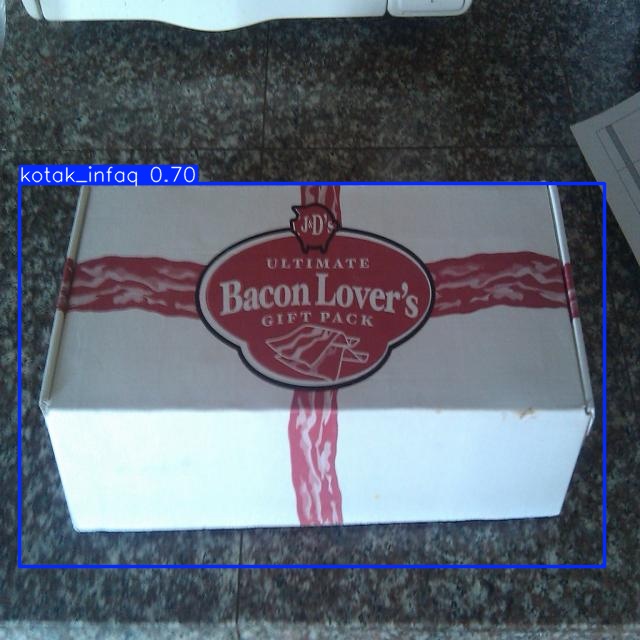 kotak_infaq 0.70
J&D's
ULTIMATE
Bacon Lover's
GIFT PACK